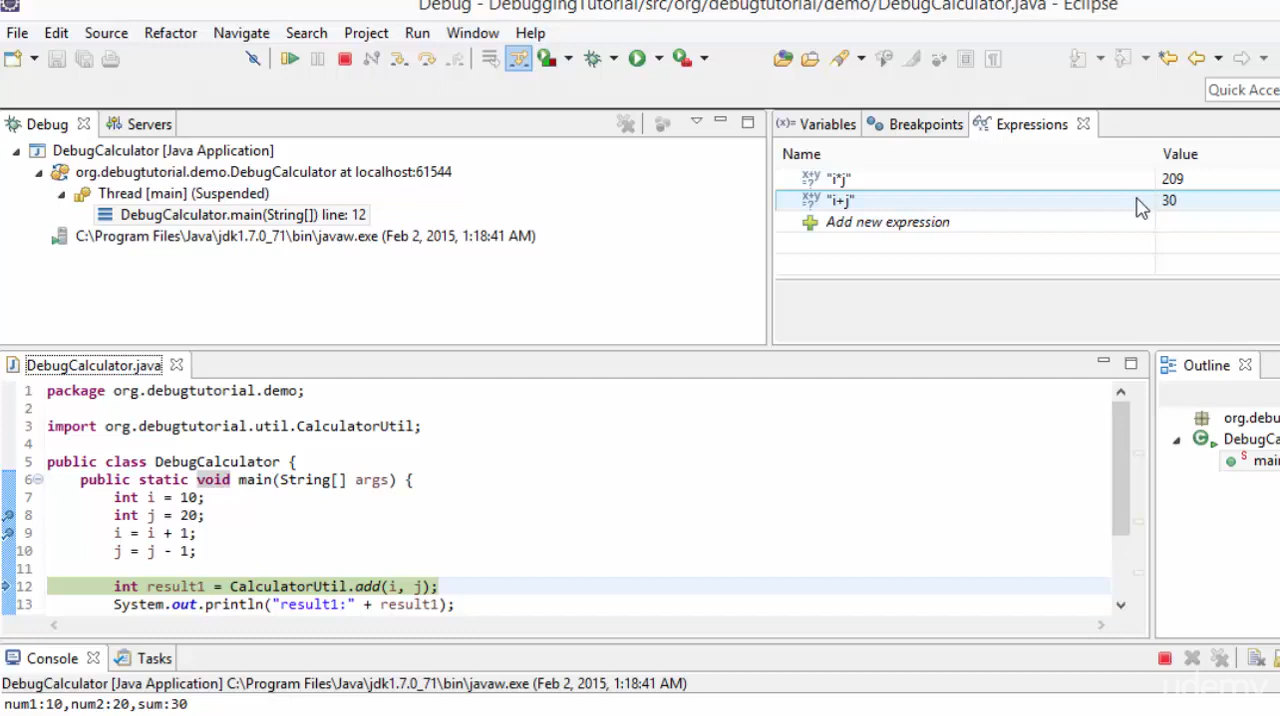 Debug - DebuggingTutorial/src/org/debugtutorial/demo/DebugCalculator.java - Eclipse
File Edit Source Refactor Navigate Search Project Run Window Help
Quick Acce
Debug Servers
DebugCalculator [Java Application]
org.debugtutorial.demo.DebugCalculator at localhost:61544
Thread [main] (Suspended)
DebugCalculator.main(String[]) line: 12
C:\Program Files\Java\jdk1.7.0_71\bin\javaw.exe (Feb 2, 2015, 1:18:41 AM)
(x)= Variables Breakpoints Expressions
Name Value
"i*j" 209
"i+j" 30
Add new expression
DebugCalculator.java
1 package org.debugtutorial.demo;
2
3 import org.debugtutorial.util.CalculatorUtil;
4
5 public class DebugCalculator {
6 public static void main(String[] args) {
7 int i = 10;
8 int j = 20;
9 i = i + 1;
10 j = j - 1;
11
12 int result1 = CalculatorUtil.add(i, j);
13 System.out.println("result1:" + result1);
Outline
org.debu
DebugCa
S main
Console Tasks
DebugCalculator [Java Application] C:\Program Files\Java\jdk1.7.0_71\bin\javaw.exe (Feb 2, 2015, 1:18:41 AM)
num1:10,num2:20,sum:30
udemy